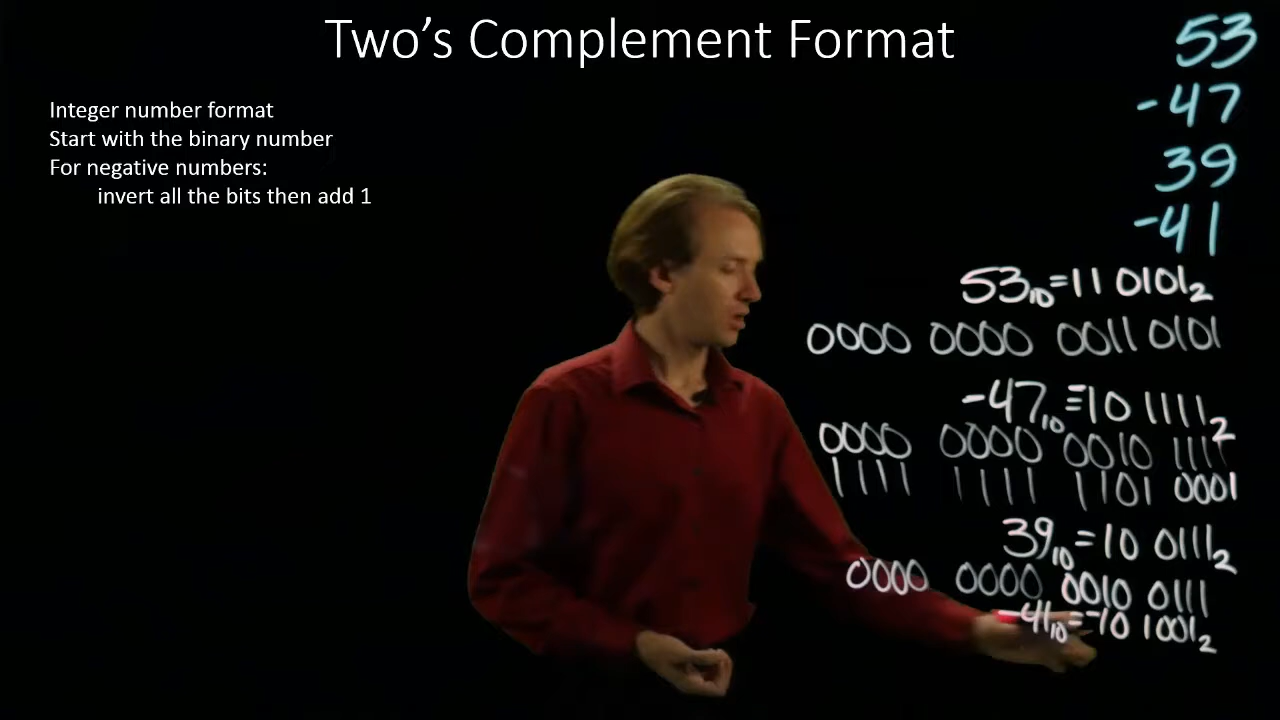 Two's Complement Format
Integer number format
Start with the binary number
For negative numbers:
invert all the bits then add 1
53
-47
39
-41
53₁₀=11 0101₂
0000 0000 0011 0101
-47₁₀=-10 1111₂
0000 0000 0010 1111
1111 1111 1101 0001
39₁₀=10 0111₂
0000 0000 0010 0111
-41₁₀=-10 1001₂